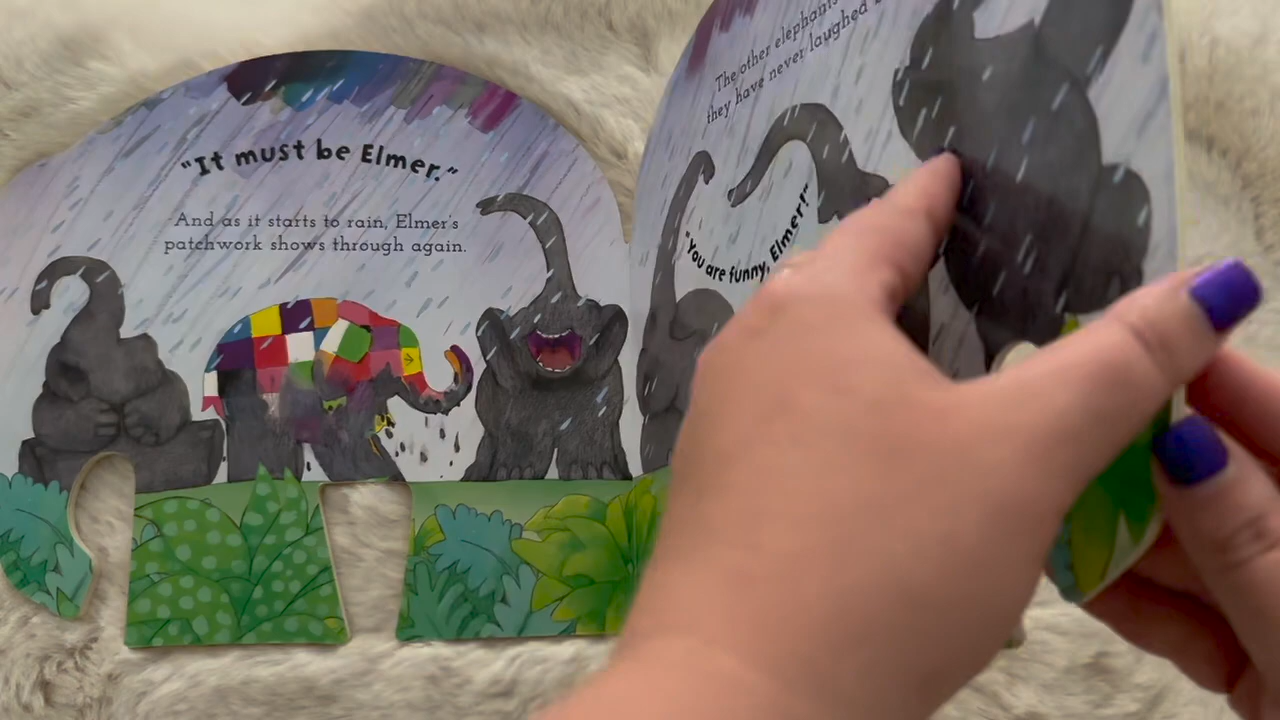 "It must be Elmer."
And as it starts to rain, Elmer's
patchwork shows through again.
The other elephants
they have never laughed
"You are funny, Elmer!"